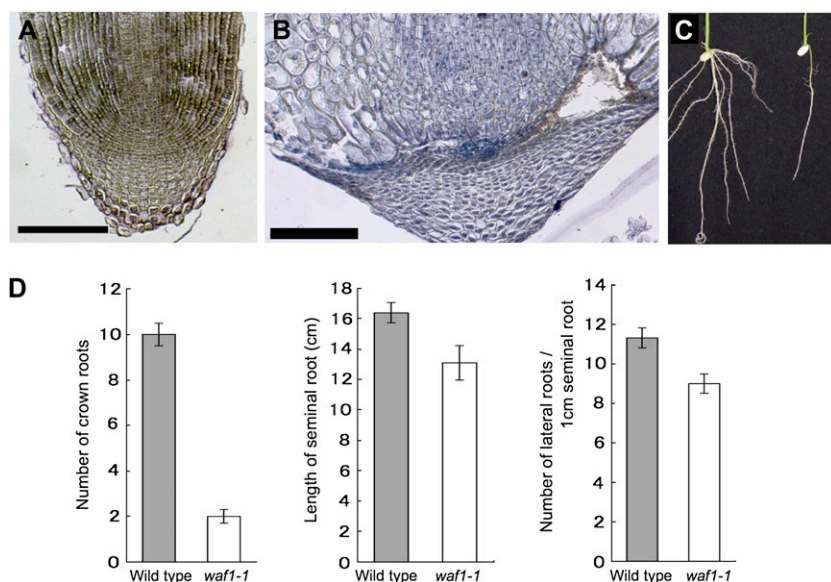 A
B
C
D
Number of crown roots
12
10
8
6
4
2
0
Wild type waf1-1
Length of seminal root (cm)
18
16
14
12
10
8
6
4
2
0
Wild type waf1-1
Number of lateral roots /
1cm seminal root
14
12
11
8
6
4
2
0
Wild type waf1-1